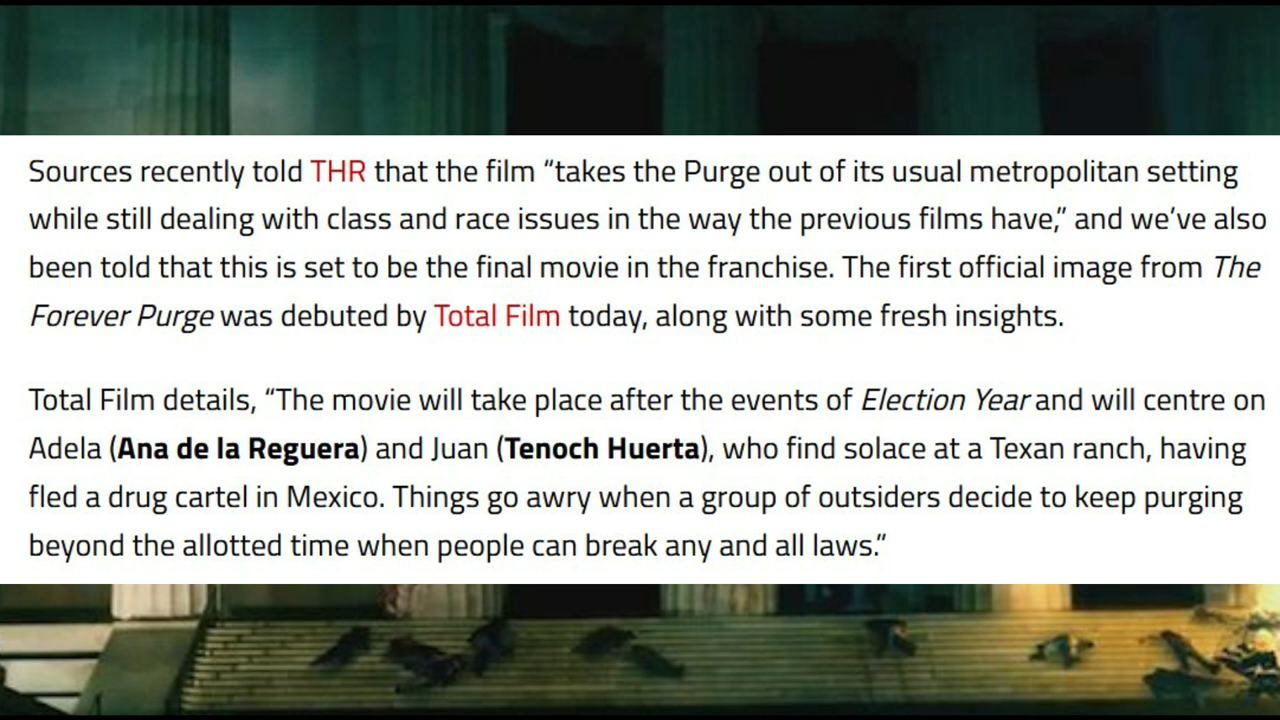 Sources recently told THR that the film “takes the Purge out of its usual metropolitan setting
while still dealing with class and race issues in the way the previous films have,” and we’ve also
been told that this is set to be the final movie in the franchise. The first official image from The
Forever Purge was debuted by Total Film today, along with some fresh insights.
Total Film details, “The movie will take place after the events of Election Year and will centre on
Adela (Ana de la Reguera) and Juan (Tenoch Huerta), who find solace at a Texan ranch, having
fled a drug cartel in Mexico. Things go awry when a group of outsiders decide to keep purging
beyond the allotted time when people can break any and all laws.”